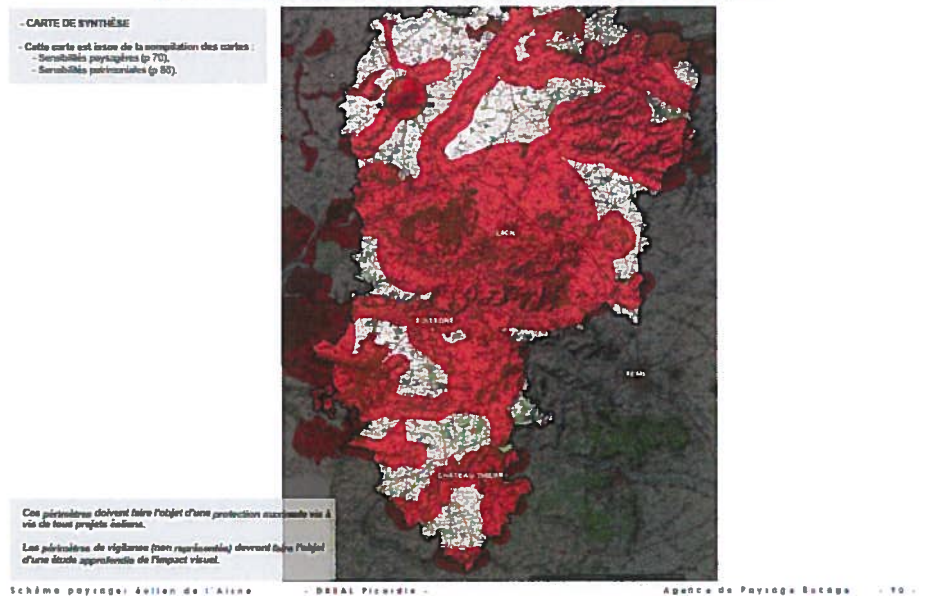 - CARTE DE SYNTHÈSE
- Cette carte est issue de la compilation des cartes :
- Sensibilités paysagères (p 70),
- Sensibilités patrimoniales (p 85).
LAON
SOISSONS
REIMS
CHÂTEAU THIERRY
Ces périmètres doivent faire l'objet d'une protection maximale vis à
vis de tous projets éoliens.
Les périmètres de vigilance (non représentés) devront faire l'objet
d'une étude approfondie de l'impact visuel.
Schéma paysager éolien de l'Aisne
- DREAL Picardie -
Agence de Paysage Bocage
- 90 -